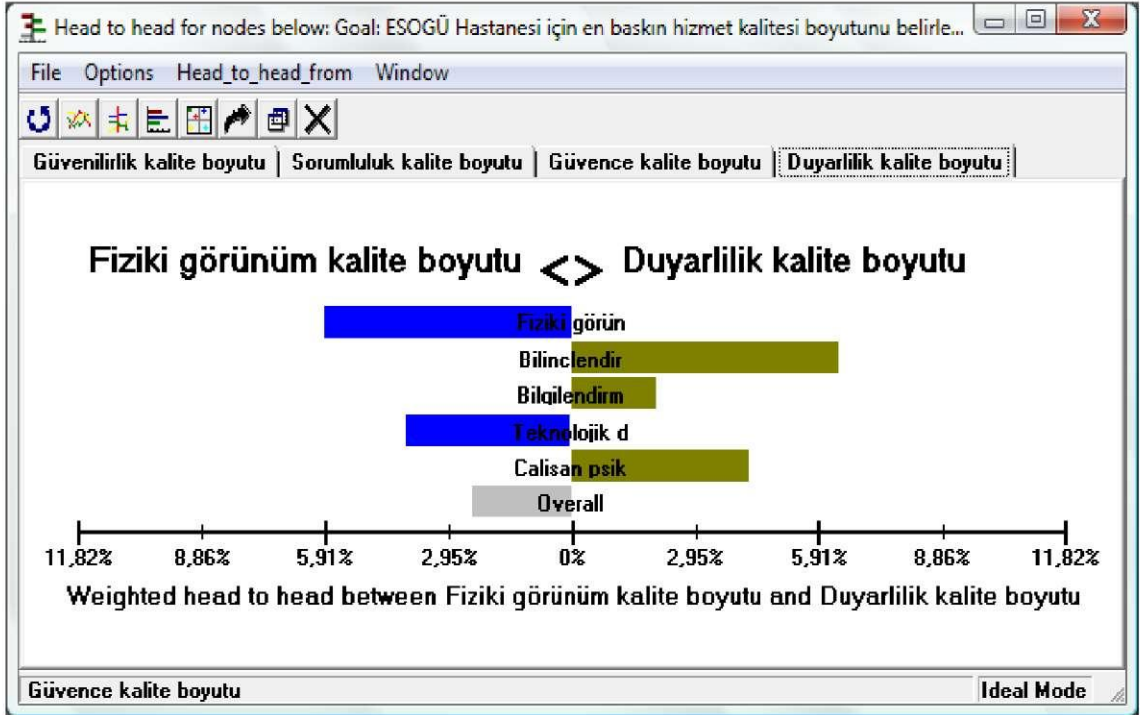 Head to head for nodes below: Goal: ESOGÜ Hastanesi için en baskın hizmet kalitesi boyutunu belirle...
File Options Head_to_head_from Window
Güvenilirlik kalite boyutu Sorumluluk kalite boyutu Güvence kalite boyutu Duyarlilik kalite boyutu
Fiziki görünüm kalite boyutu <> Duyarlilik kalite boyutu
Fiziki görün
Bilinclendir
Bilgilendirm
Teknolojik d
Calisan psik
Overall
11,82% 8,86% 5,91% 2,95% 0% 2,95% 5,91% 8,86% 11,82%
Weighted head to head between Fiziki görünüm kalite boyutu and Duyarlilik kalite boyutu
Güvence kalite boyutu Ideal Mode